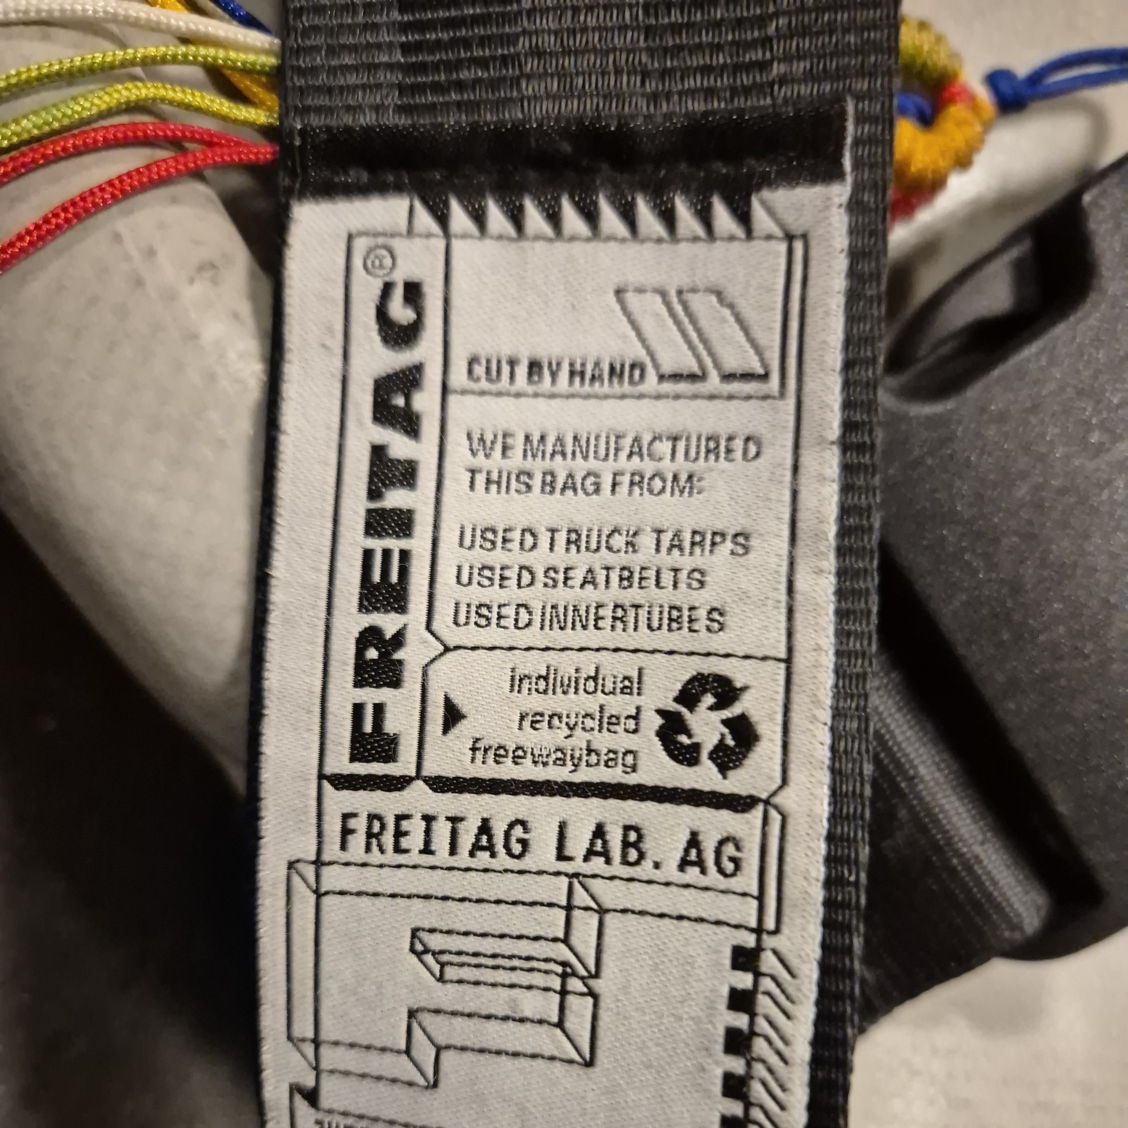 FREITAG®
CUT BY HAND
WE MANUFACTURED
THIS BAG FROM:
USED TRUCK TARPS
USED SEATBELTS
USED INNERTUBES
individual
recycled
freewaybag
FREITAG LAB. AG